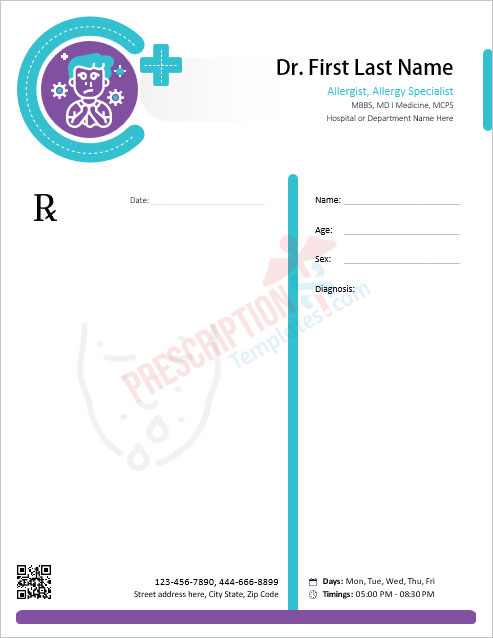 Dr. First Last Name
Allergist, Allergy Specialist
MBBS, MD I Medicine, MCPS
Hospital or Department Name Here
Rx
Date:
Name:
Age:
Sex:
Diagnosis:
PRESCRIPTION
Templates.com
123-456-7890, 444-666-8899
Street address here, City State, Zip Code
Days: Mon, Tue, Wed, Thu, Fri
Timings: 05:00 PM - 08:30 PM